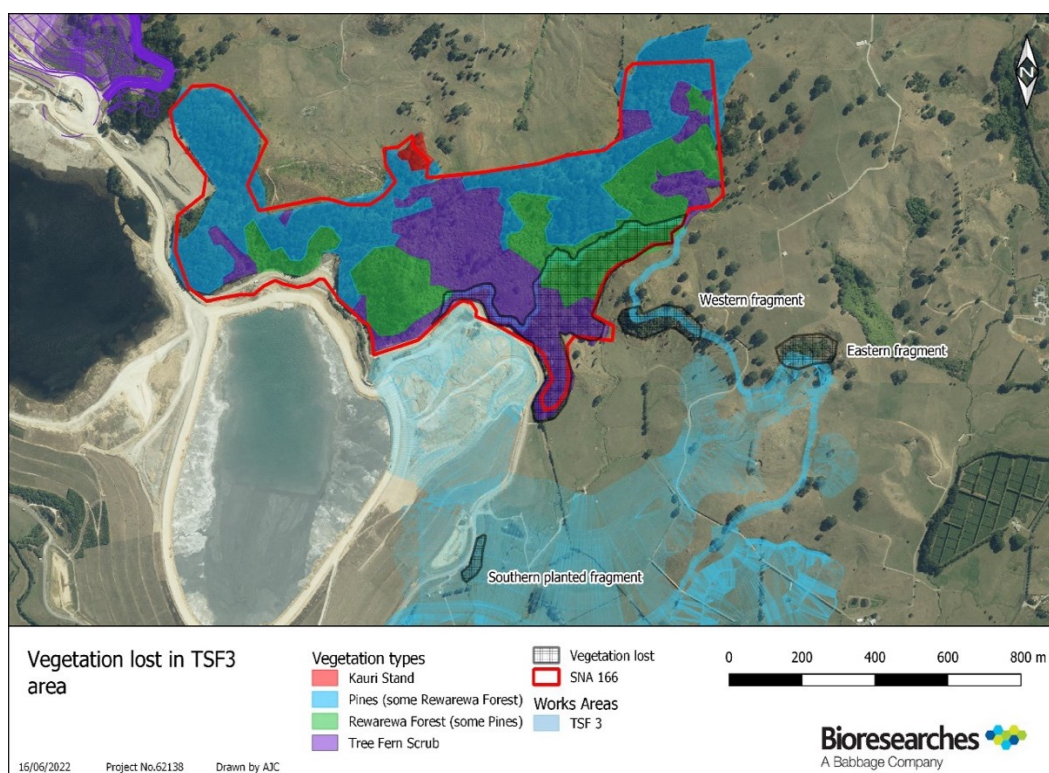 Z
Western fragment
Eastern fragment
Southern planted fragment
Vegetation lost in TSF3
area
16/06/2022 Project No.62138 Drawn by AJC
Vegetation types
Kauri Stand
Pines (some Rewarewa Forest)
Rewarewa Forest (some Pines)
Tree Fern Scrub
Vegetation lost
SNA 166
Works Areas
TSF 3
0 200 400 600 800 m
Bioresearches
A Babbage Company